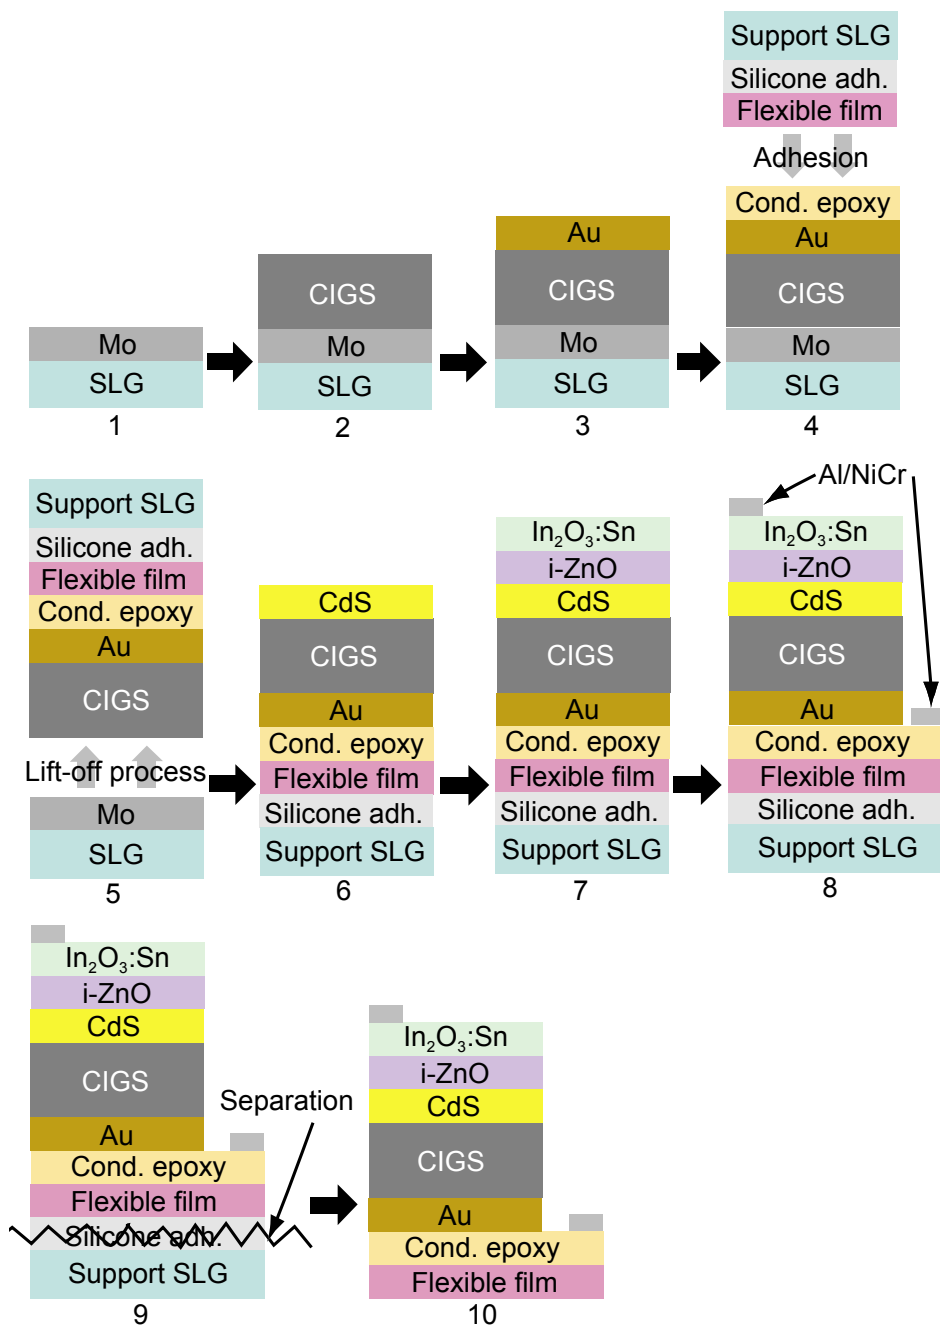 Mo
SLG
1
CIGS
Mo
SLG
2
Au
CIGS
Mo
SLG
3
Support SLG
Silicone adh.
Flexible film
Adhesion
Cond. epoxy
Au
CIGS
Mo
SLG
4
Support SLG
Silicone adh.
Flexible film
Cond. epoxy
Au
CIGS
Lift-off process
Mo
SLG
5
CdS
CIGS
Au
Cond. epoxy
Flexible film
Silicone adh.
Support SLG
6
In₂O₃:Sn
i-ZnO
CdS
CIGS
Au
Cond. epoxy
Flexible film
Silicone adh.
Support SLG
7
Al/NiCr
In₂O₃:Sn
i-ZnO
CdS
CIGS
Au
Cond. epoxy
Flexible film
Silicone adh.
Support SLG
8
In₂O₃:Sn
i-ZnO
CdS
CIGS
Au
Separation
Cond. epoxy
Flexible film
Silicone adh.
Support SLG
9
In₂O₃:Sn
i-ZnO
CdS
CIGS
Au
Cond. epoxy
Flexible film
10